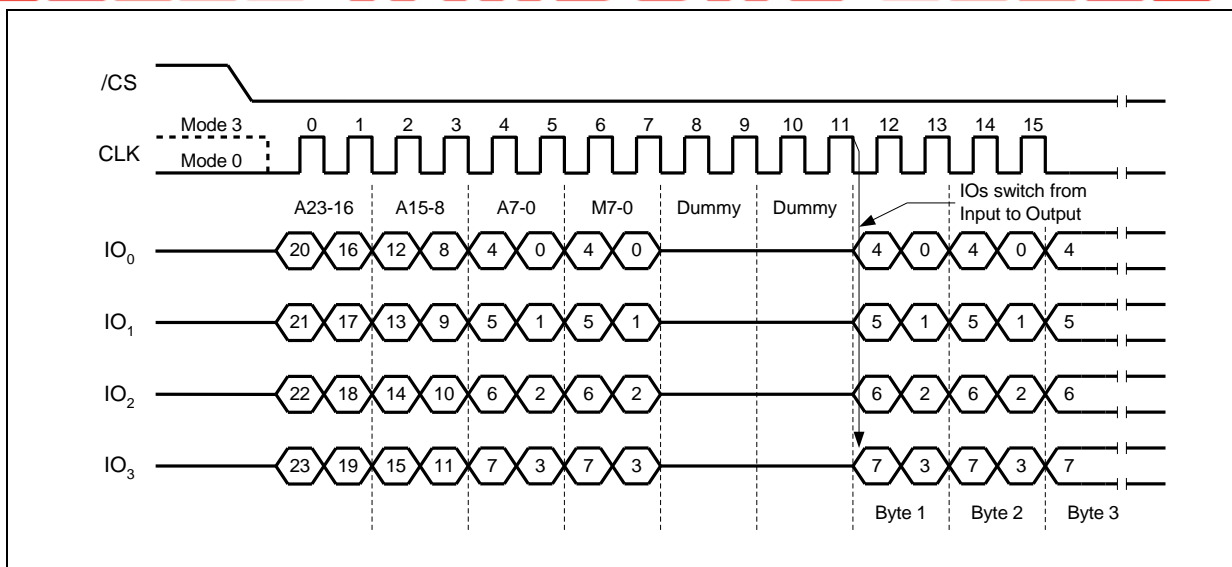 /CS
Mode 3
0 1 2 3 4 5 6 7 8 9 10 11 12 13 14 15
CLK
Mode 0
IOs switch from
Input to Output
A23-16 A15-8 A7-0 M7-0 Dummy Dummy
IO0 20 16 12 8 4 0 4 0 4 0 4 0 4
IO1 21 17 13 9 5 1 5 1 5 1 5 1 5
IO2 22 18 14 10 6 2 6 2 6 2 6 2 6
IO3 23 19 15 11 7 3 7 3 7 3 7 3 7
Byte 1 Byte 2 Byte 3